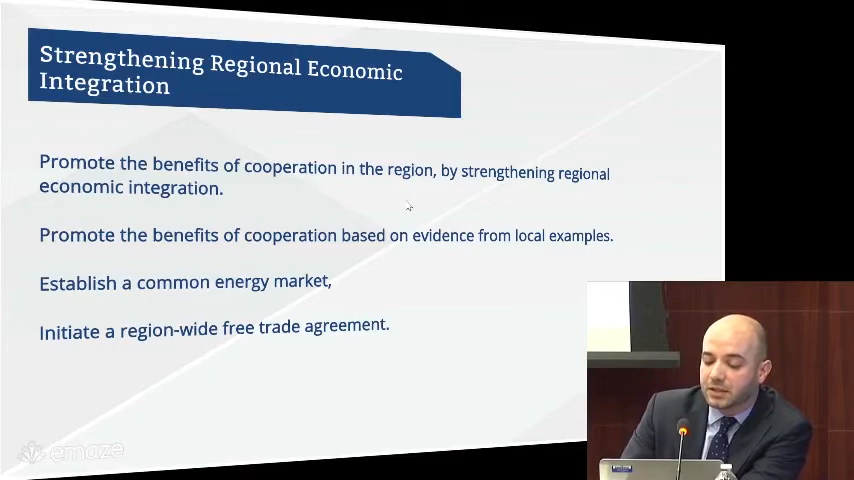 Strengthening Regional Economic
Integration
Promote the benefits of cooperation in the region, by strengthening regional
economic integration.
Promote the benefits of cooperation based on evidence from local examples.
Establish a common energy market,
Initiate a region-wide free trade agreement.
emaze